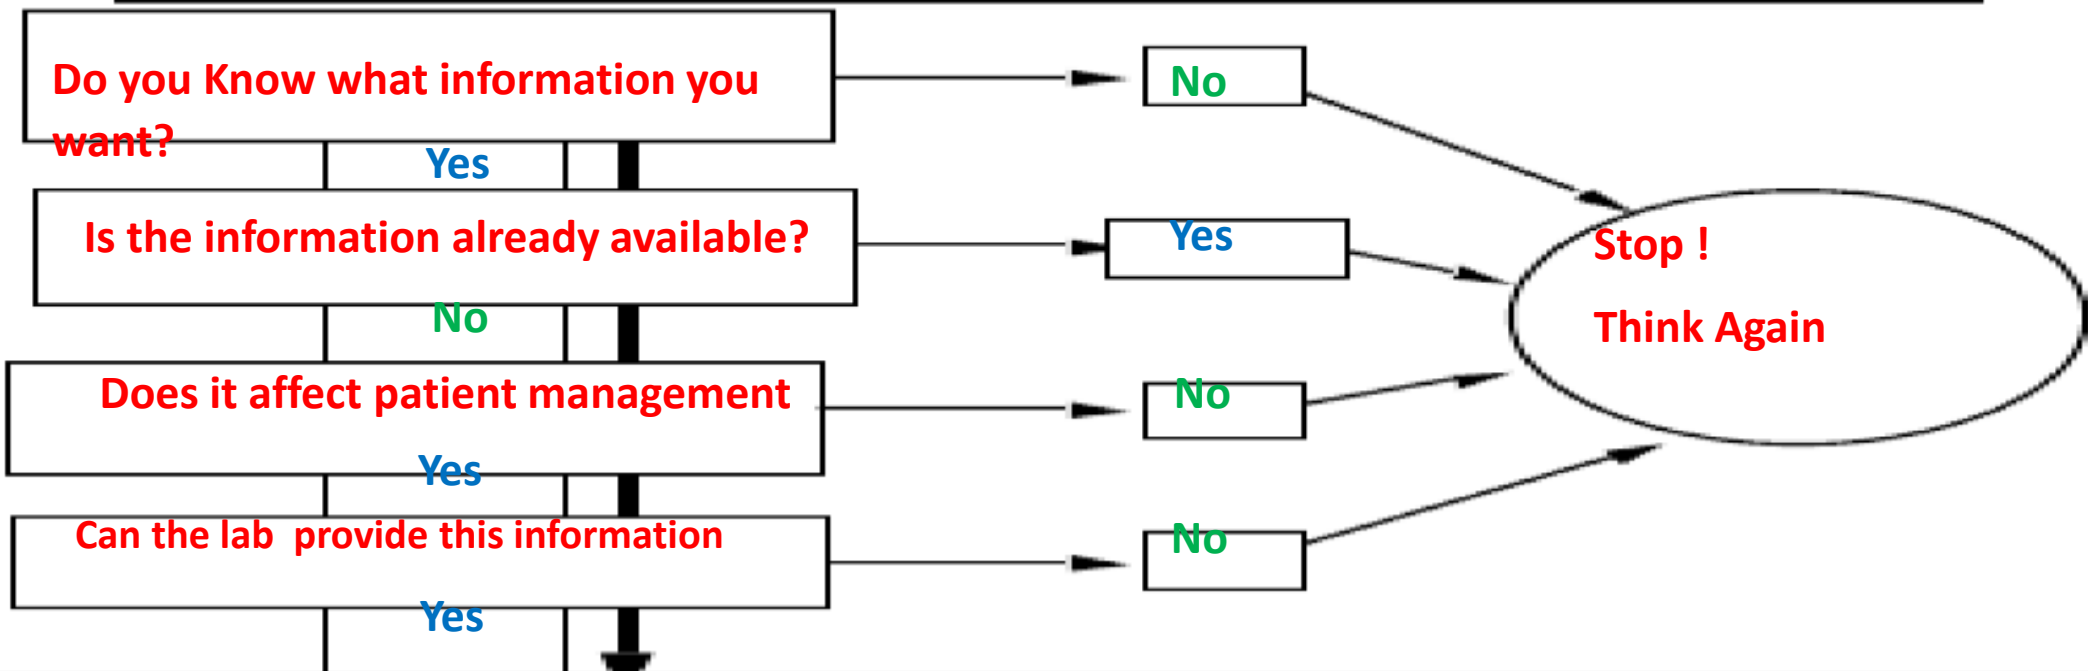 Do you Know what information you
want?
No
Yes
Is the information already available?
Yes
Stop !
No
Think Again
Does it affect patient management
No
Yes
Can the lab  provide this information
No
Yes